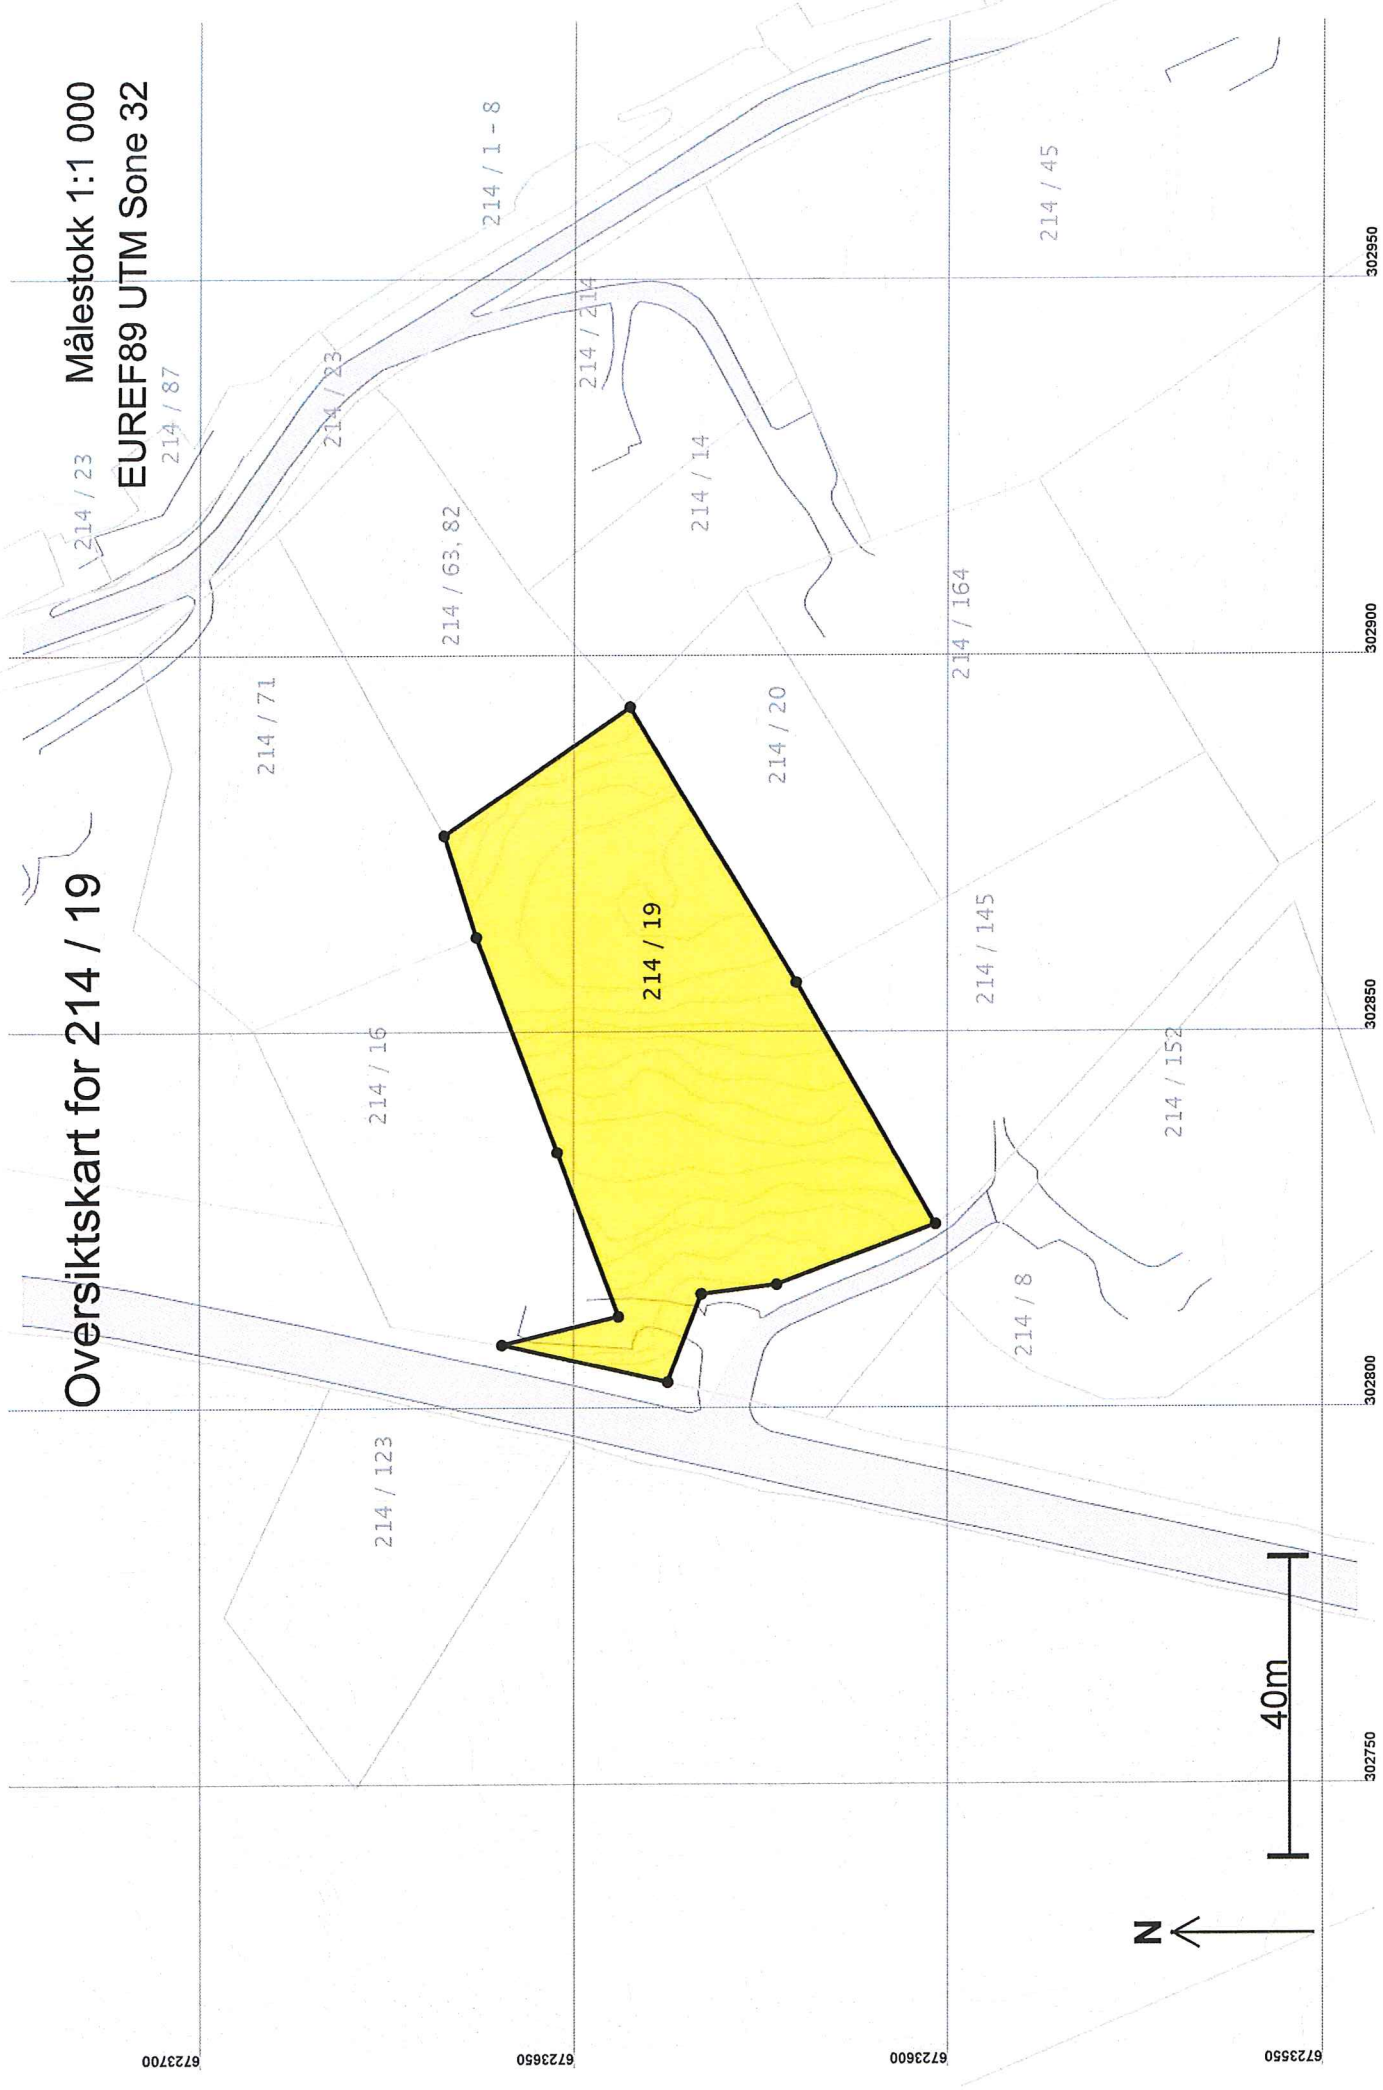 Oversiktskart for 214 / 19
Målestokk 1:1 000
EUREF89 UTM Sone 32
214 / 23
214 / 87
214 / 71
214 / 23
214 / 16
214 / 123
214 / 63,82
214 / 1-8
214 / 214
214 / 19
214 / 14
214 / 20
214 / 164
214 / 145
214 / 8
214 / 45
214 / 152
N
40m
6723700
6723650
6723600
6723550
302750
302800
302850
302900
302950